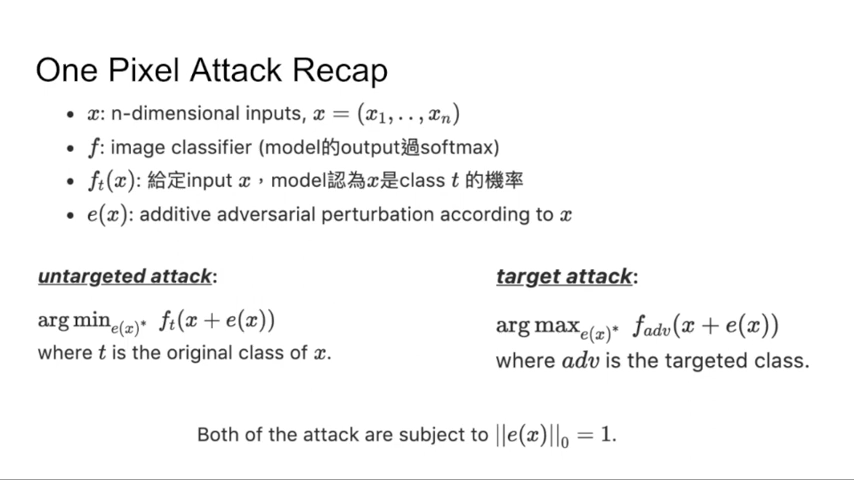 One Pixel Attack Recap
• x: n-dimensional inputs, x = (x₁, . . , xₙ)
• f: image classifier (model的output過softmax)
• fₜ(x): 給定input x，model認為x是class t 的機率
• e(x): additive adversarial perturbation according to x
untargeted attack:
arg min_{e(x)*} fₜ(x + e(x))
where t is the original class of x.
target attack:
arg max_{e(x)*} f_{adv}(x + e(x))
where adv is the targeted class.
Both of the attack are subject to ||e(x)||₀ = 1.